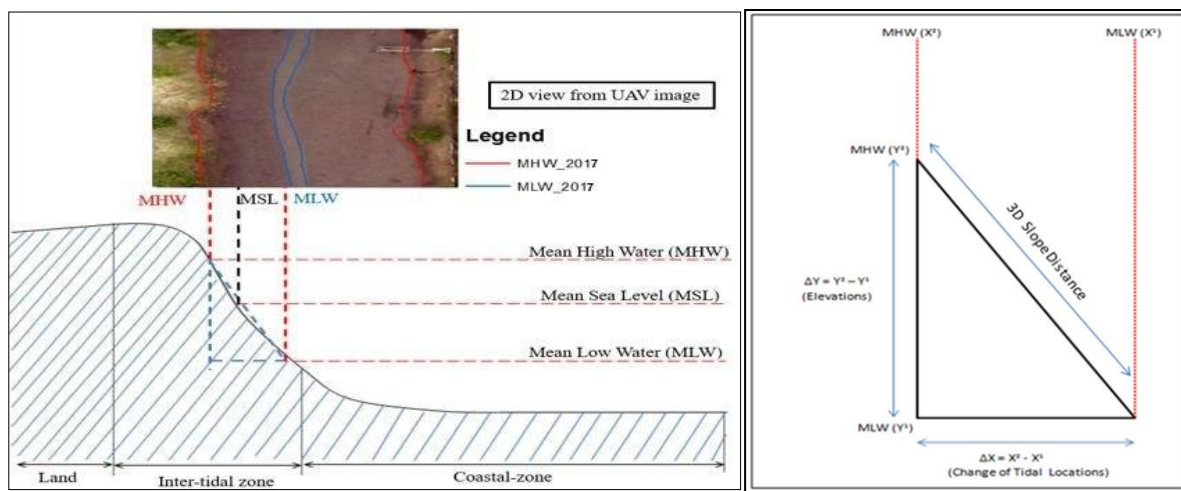 2D view from UAV image
Legend
MHW_2017
MLW_2017
MHW
MSL
MLW
Mean High Water (MHW)
Mean Sea Level (MSL)
Mean Low Water (MLW)
Land
Inter-tidal zone
Coastal-zone
MHW (X²)
MLW (X¹)
MHW (Y²)
3D Slope Distance
ΔY = Y² – Y¹
(Elevations)
MLW (Y¹)
ΔX = X² - X¹
(Change of Tidal Locations)